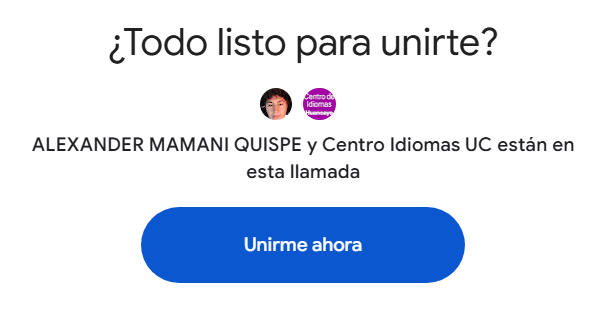 ¿Todo listo para unirte?
Centro de
Idiomas
Huancayo
ALEXANDER MAMANI QUISPE y Centro Idiomas UC están en
esta llamada
Unirme ahora